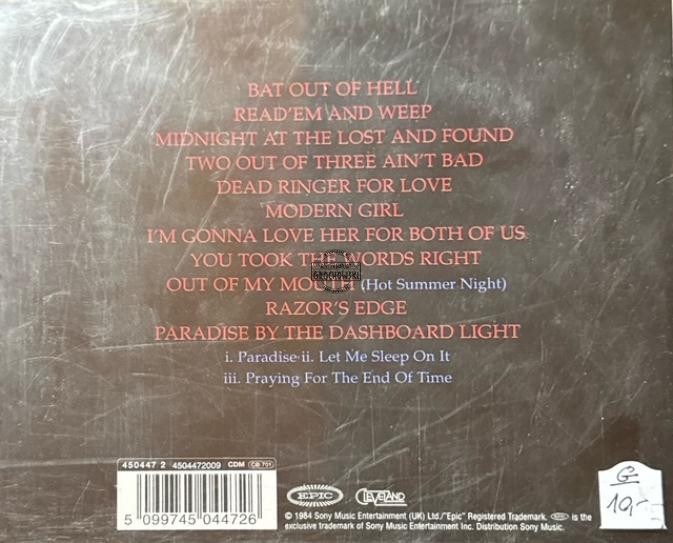 BAT OUT OF HELL
READ'EM AND WEEP
MIDNIGHT AT THE LOST AND FOUND
TWO OUT OF THREE AIN'T BAD
DEAD RINGER FOR LOVE
MODERN GIRL
I'M GONNA LOVE HER FOR BOTH OF US
YOU TOOK THE WORDS RIGHT
OUT OF MY MOUTH (Hot Summer Night)
RAZOR'S EDGE
PARADISE BY THE DASHBOARD LIGHT
i. Paradise ii. Let Me Sleep On It
iii. Praying For The End Of Time
450447 2 4504472009 CDM CB 701
5 099745 044726
EPIC CLEVELAND
℗ 1984 Sony Music Entertainment (UK) Ltd./"Epic" Registered Trademark, is the
exclusive trademark of Sony Music Entertainment Inc. Distribution Sony Music.
G
10,-